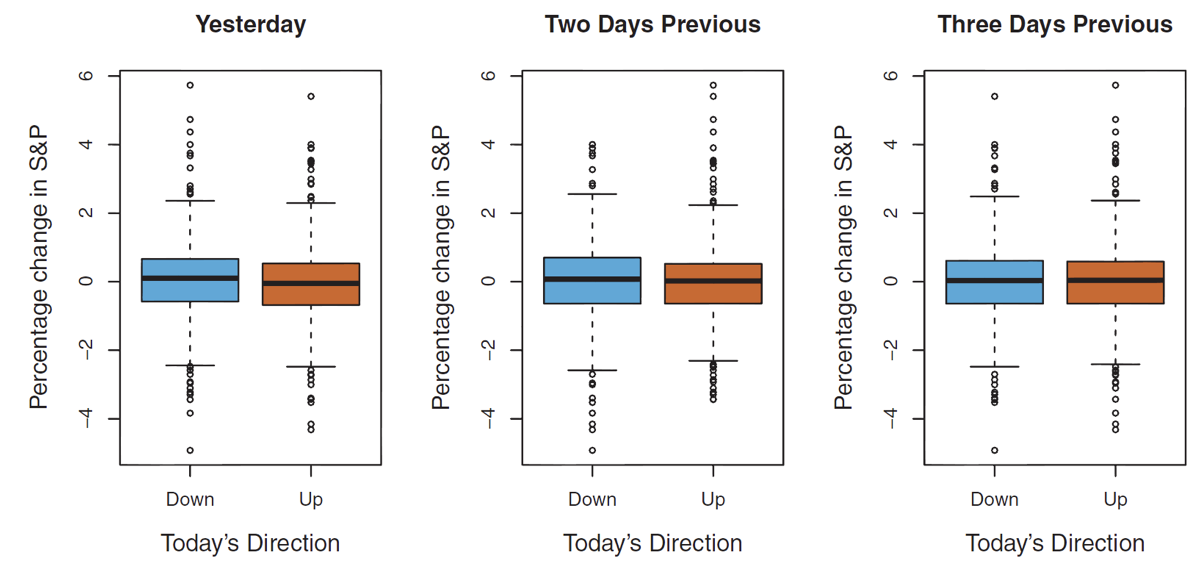 Yesterday
Percentage change in S&P
6
4
2
0
−2
−4
Down Up
Today’s Direction
Two Days Previous
Percentage change in S&P
6
4
2
0
−2
−4
Down Up
Today’s Direction
Three Days Previous
Percentage change in S&P
6
4
2
0
−2
−4
Down Up
Today’s Direction